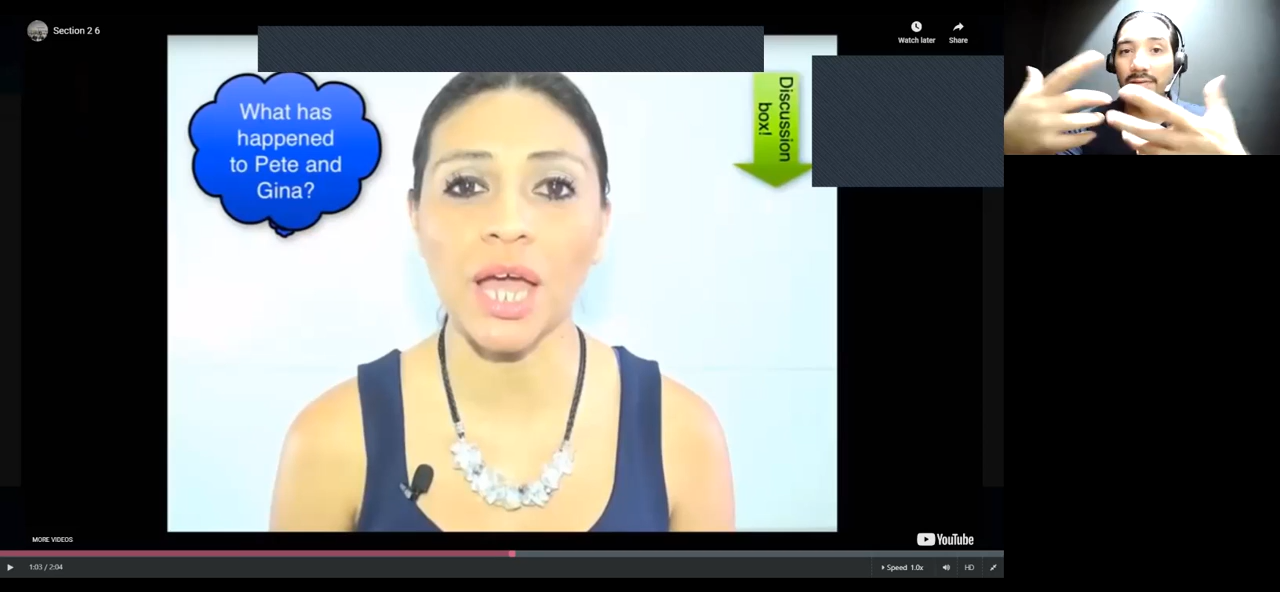 Section 2 6
Watch later
Share
What has
happened
to Pete and
Gina?
Discussion
box!
MORE VIDEOS
YouTube
1:03 / 2:04
Speed 1.0x
HD